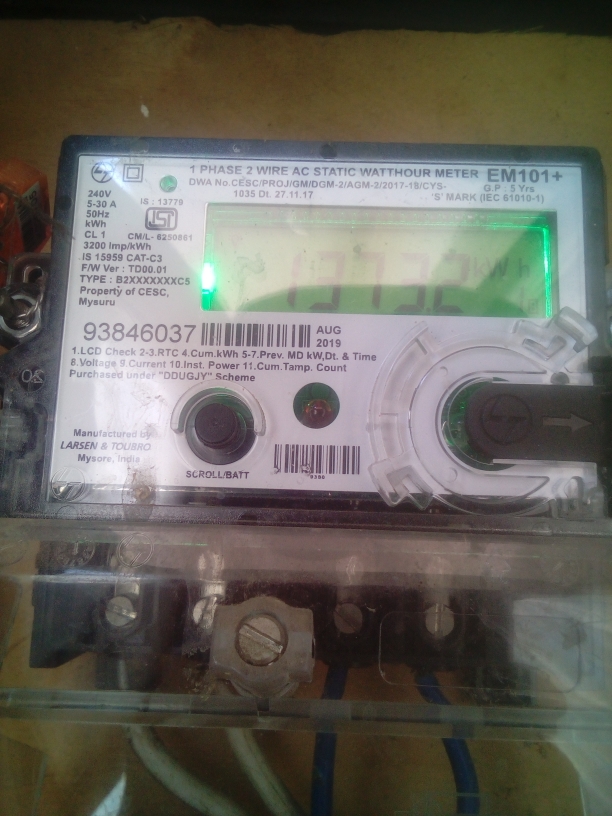 1 PHASE 2 WIRE AC STATIC WATTHOUR METER EM101+
DWA No.CESC/PROJ/GM/DGM-2/AGM-2/2017-18/CYS-
1035 Dt. 27.11.17
G.P : 5 Yrs
'S' MARK (IEC 61010-1)
240V
5-30 A
50Hz
kWh
CL 1
3200 Imp/kWh
IS 15959 CAT-C3
F/W Ver : TD00.01
TYPE : B2XXXXXXXC5
Property of CESC,
Mysuru
IS : 13779
ISI
CM/L- 6250861
kW h
93846037
AUG
2019
1.LCD Check 2-3.RTC 4.Cum.kWh 5-7.Prev. MD kW,Dt. & Time
8.Voltage 9.Current 10.Inst. Power 11.Cum.Tamp. Count
Purchased under "DDUGJY" Scheme
Manufactured by
LARSEN & TOUBRO
Mysore, India
SCROLL/BATT